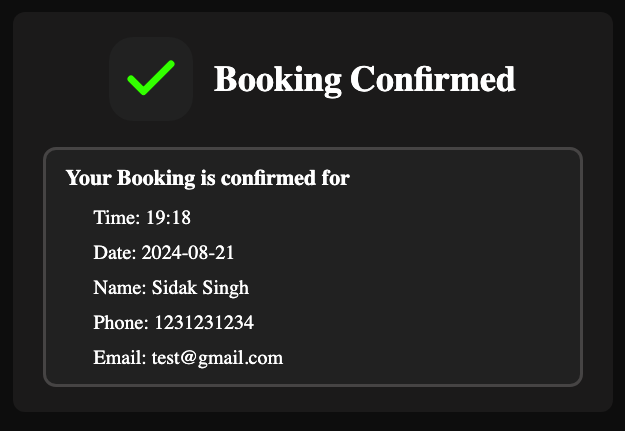 Booking Confirmed
Your Booking is confirmed for
Time: 19:18
Date: 2024-08-21
Name: Sidak Singh
Phone: 1231231234
Email: test@gmail.com